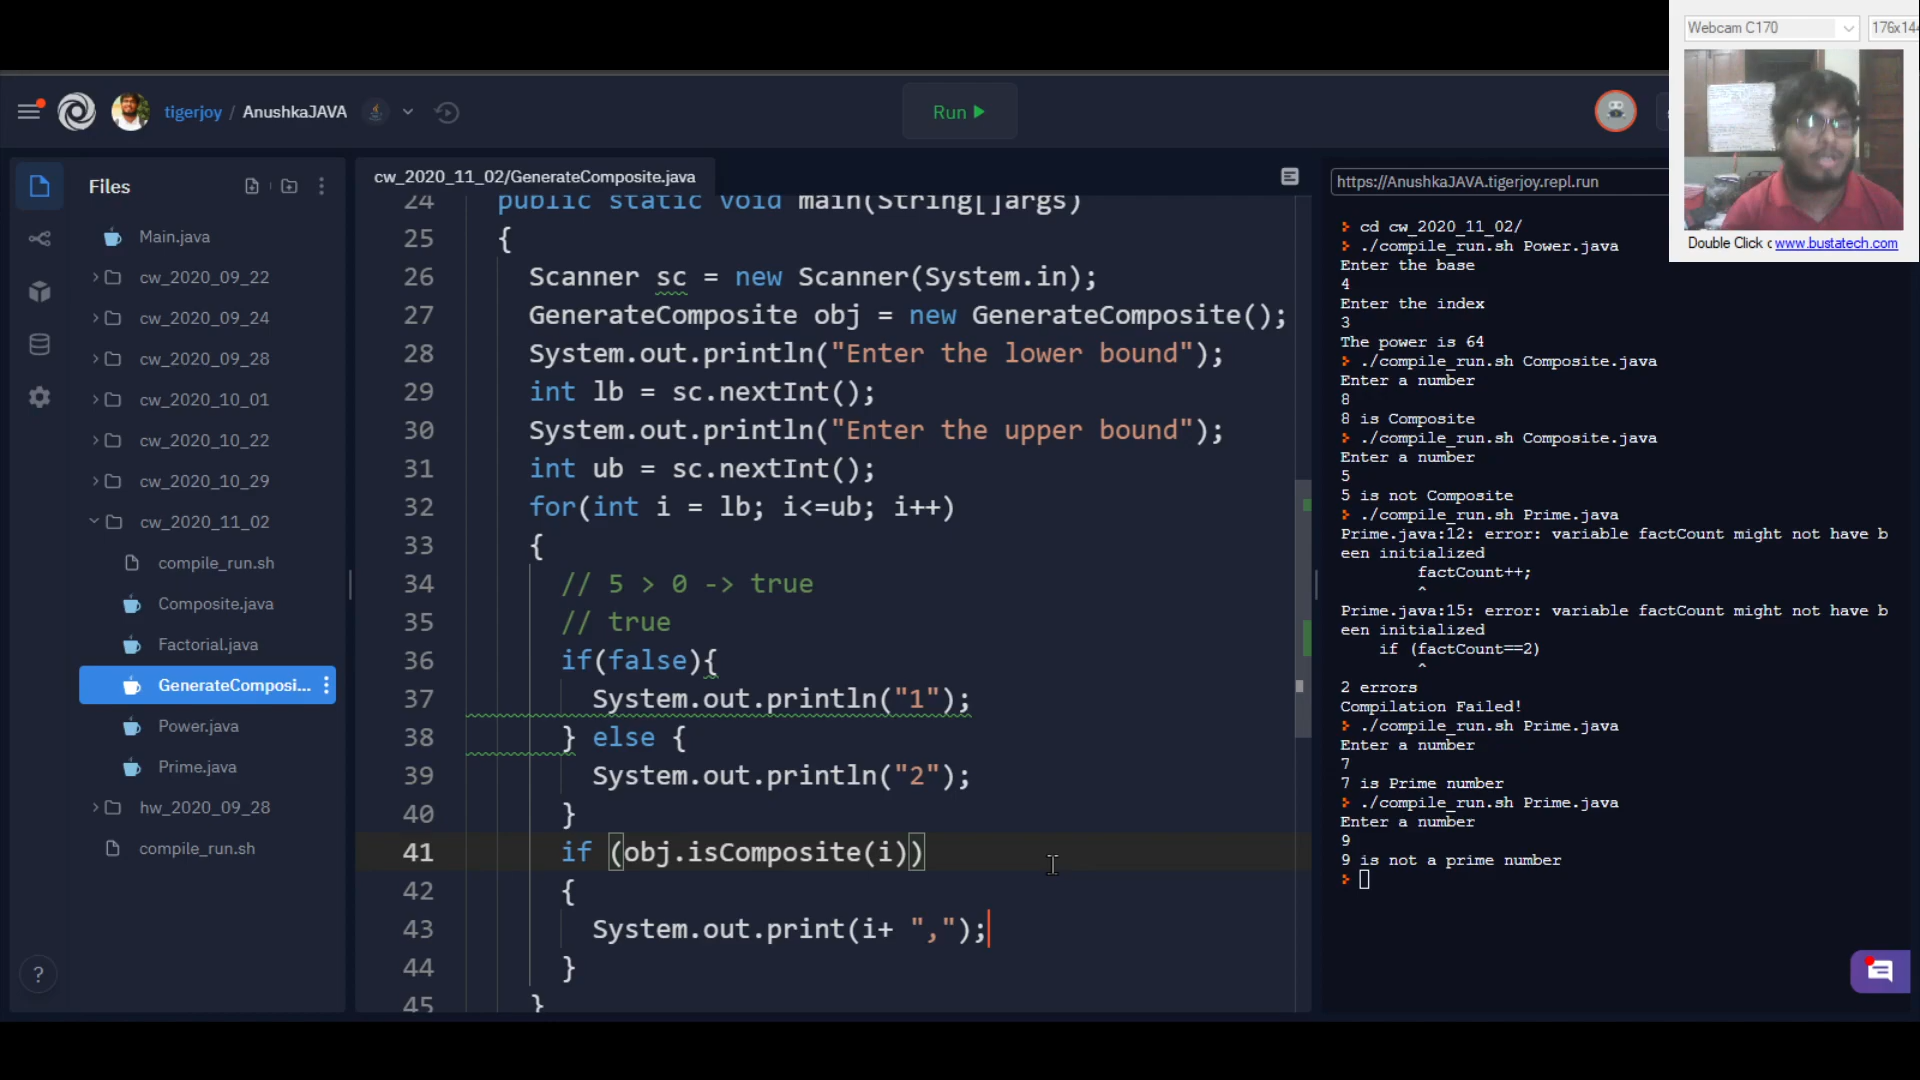 Webcam C170
176x144
Double Click
www.bustatech.com
tigerjoy / AnushkaJAVA
Run
Files
Main.java
cw_2020_09_22
cw_2020_09_24
cw_2020_09_28
cw_2020_10_01
cw_2020_10_22
cw_2020_10_29
cw_2020_11_02
compile_run.sh
Composite.java
Factorial.java
GenerateComposi...
Power.java
Prime.java
hw_2020_09_28
compile_run.sh
?
cw_2020_11_02/GenerateComposite.java
24 public static void main(String[]args)
25 {
26 Scanner sc = new Scanner(System.in);
27 GenerateComposite obj = new GenerateComposite();
28 System.out.println("Enter the lower bound");
29 int lb = sc.nextInt();
30 System.out.println("Enter the upper bound");
31 int ub = sc.nextInt();
32 for(int i = lb; i<=ub; i++)
33 {
34 // 5 > 0 -> true
35 // true
36 if(false){
37 System.out.println("1");
38 } else {
39 System.out.println("2");
40 }
41 if (obj.isComposite(i))
42 {
43 System.out.print(i+ ",");
44 }
45 }
https://AnushkaJAVA.tigerjoy.repl.run
cd cw_2020_11_02/
./compile_run.sh Power.java
Enter the base
4
Enter the index
3
The power is 64
./compile_run.sh Composite.java
Enter a number
8
8 is Composite
./compile_run.sh Composite.java
Enter a number
5
5 is not Composite
./compile_run.sh Prime.java
Prime.java:12: error: variable factCount might not have b
een initialized
factCount++;
^
Prime.java:15: error: variable factCount might not have b
een initialized
if (factCount==2)
^
2 errors
Compilation Failed!
./compile_run.sh Prime.java
Enter a number
7
7 is Prime number
./compile_run.sh Prime.java
Enter a number
9
9 is not a prime number